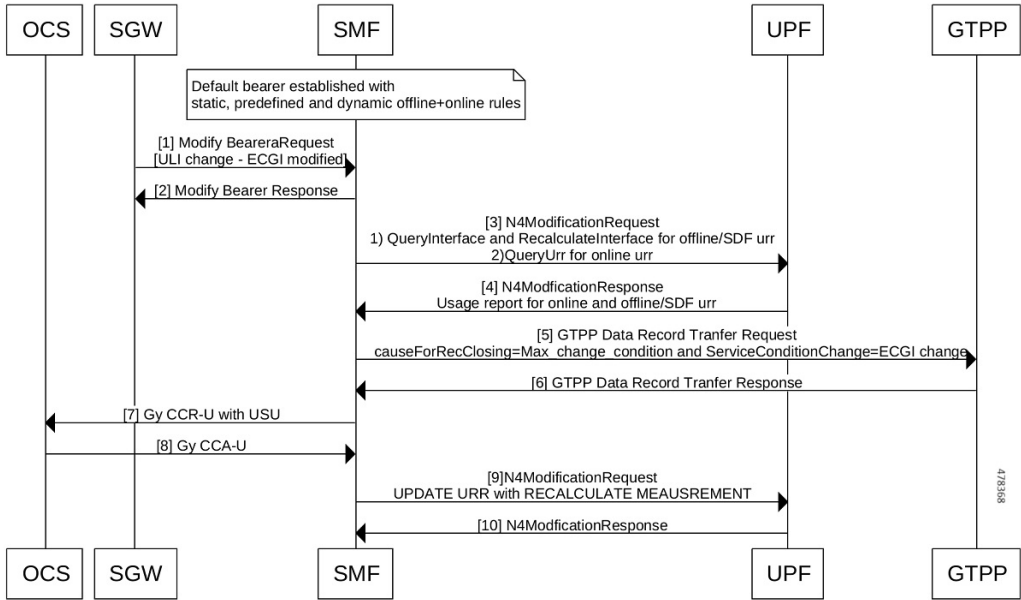 OCS SGW SMF UPF GTPP
Default bearer established with
static, predefined and dynamic offline+online rules
[1] Modify BeareraRequest
[ULI change - ECGI modified]
[2] Modify Bearer Response
[3] N4ModificationRequest
1) QueryInterface and RecalculateInterface for offline/SDF urr
2)QueryUrr for online urr
[4] N4ModficationResponse
Usage report for online and offline/SDF urr
[5] GTPP Data Record Tranfer Request
causeForRecClosing=Max_change_condition and ServiceConditionChange=ECGI change
[6] GTPP Data Record Tranfer Response
[7] Gy CCR-U with USU
[8] Gy CCA-U
[9]N4ModificationRequest
UPDATE URR with RECALCULATE MEAUSREMENT
[10] N4ModficationResponse
478368
OCS SGW SMF UPF GTPP